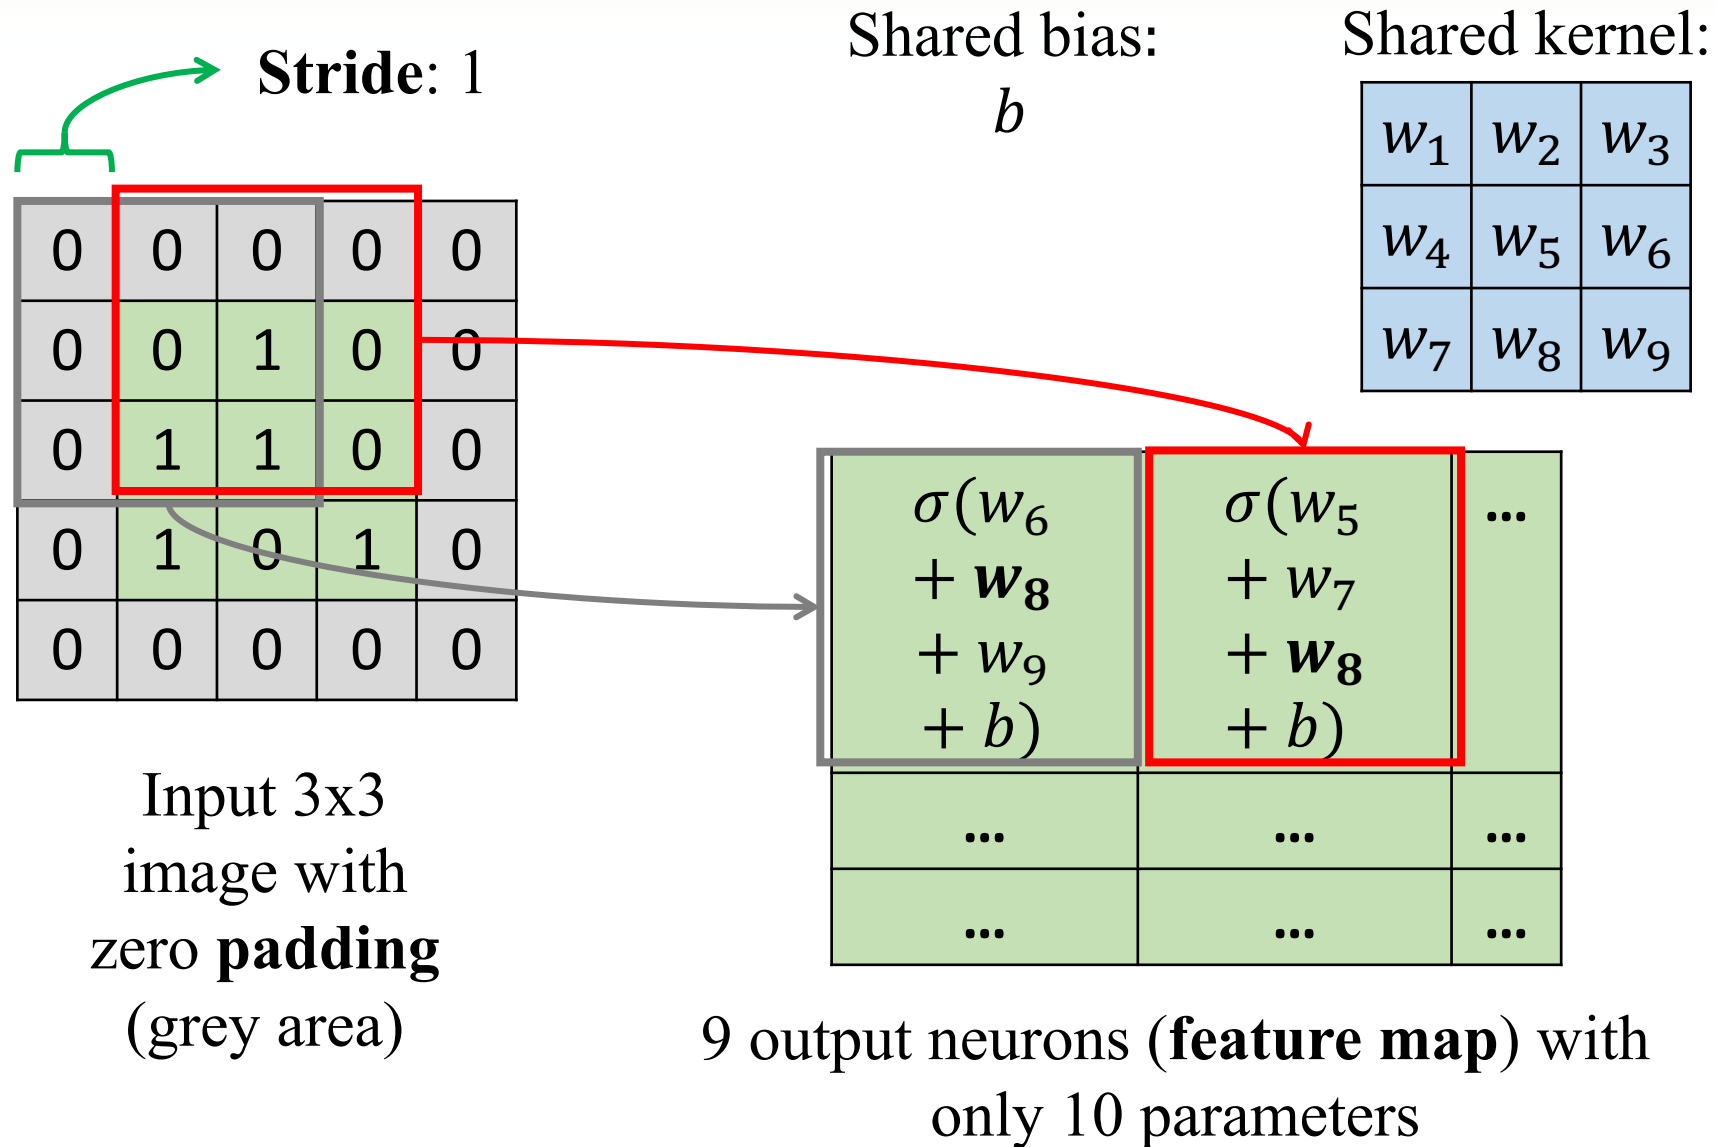 Stride: 1
Shared bias:
b
Shared kernel:
w₁ w₂ w₃
w₄ w₅ w₆
w₇ w₈ w₉
0 0 0 0 0
0 0 1 0 0
0 1 1 0 0
0 1 0 1 0
0 0 0 0 0
σ(w₆
+ w₈
+ w₉
+ b)
σ(w₅
+ w₇
+ w₈
+ b)
...
... ... ...
... ... ...
Input 3x3
image with
zero padding
(grey area)
9 output neurons (feature map) with
only 10 parameters